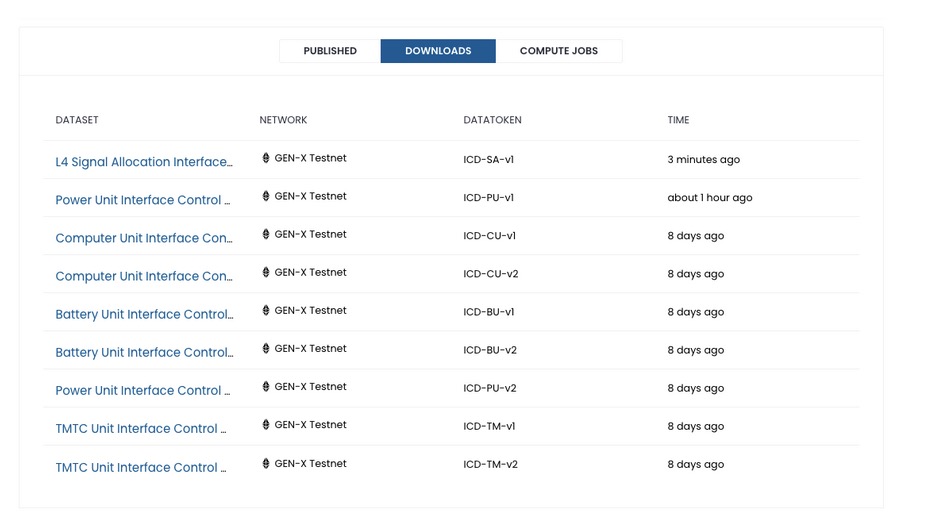 PUBLISHED DOWNLOADS COMPUTE JOBS
DATASET NETWORK DATATOKEN TIME
L4 Signal Allocation Interface... GEN-X Testnet ICD-SA-v1 3 minutes ago
Power Unit Interface Control ... GEN-X Testnet ICD-PU-v1 about 1 hour ago
Computer Unit Interface Con... GEN-X Testnet ICD-CU-v1 8 days ago
Computer Unit Interface Con... GEN-X Testnet ICD-CU-v2 8 days ago
Battery Unit Interface Control... GEN-X Testnet ICD-BU-v1 8 days ago
Battery Unit Interface Control... GEN-X Testnet ICD-BU-v2 8 days ago
Power Unit Interface Control ... GEN-X Testnet ICD-PU-v2 8 days ago
TMTC Unit Interface Control ... GEN-X Testnet ICD-TM-v1 8 days ago
TMTC Unit Interface Control ... GEN-X Testnet ICD-TM-v2 8 days ago